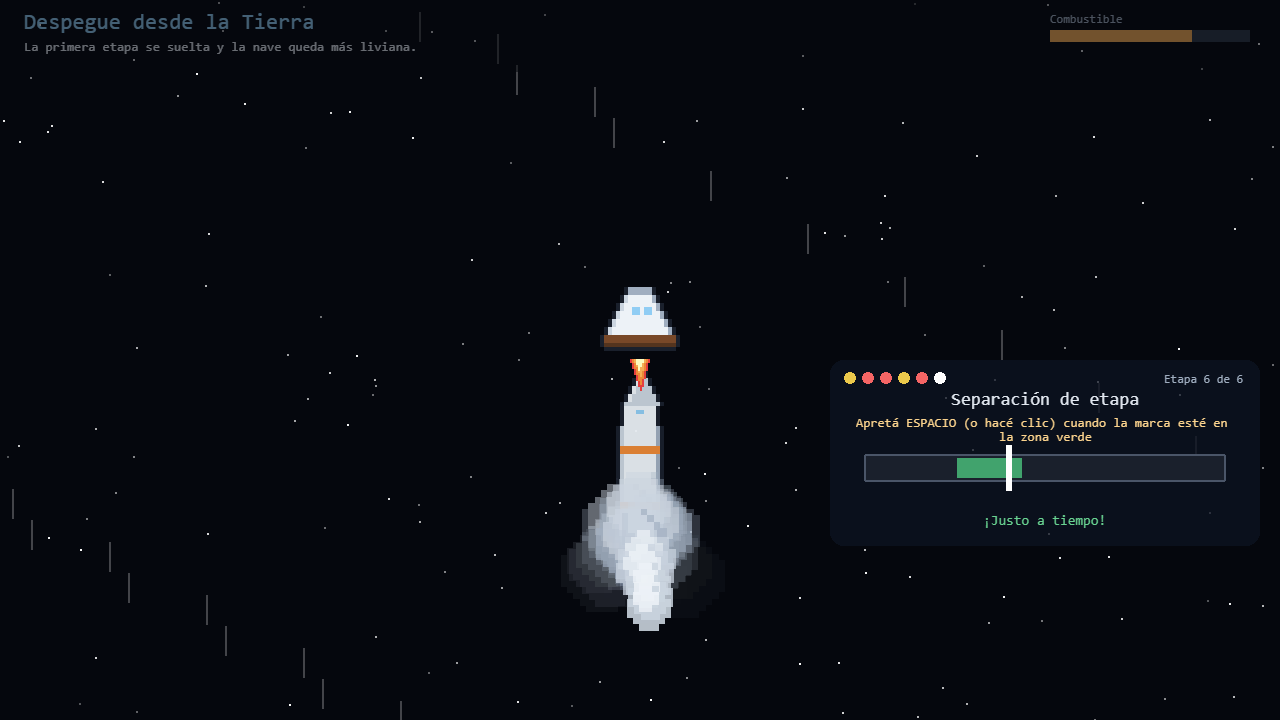 Despegue desde la Tierra
La primera etapa se suelta y la nave queda más liviana.
Combustible
Etapa 6 de 6
Separación de etapa
Apretá ESPACIO (o hacé clic) cuando la marca esté en
la zona verde
¡Justo a tiempo!